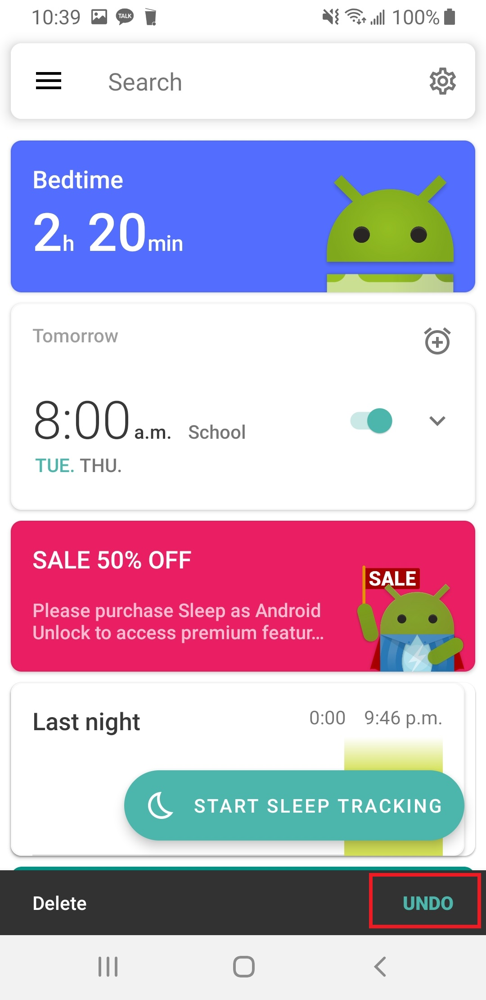 10:39 TALK 100%
Search
Bedtime
2h 20min
Tomorrow
8:00 a.m. School
TUE. THU.
SALE 50% OFF
SALE
Please purchase Sleep as Android
Unlock to access premium featur...
Last night 0:00 9:46 p.m.
START SLEEP TRACKING
Delete UNDO